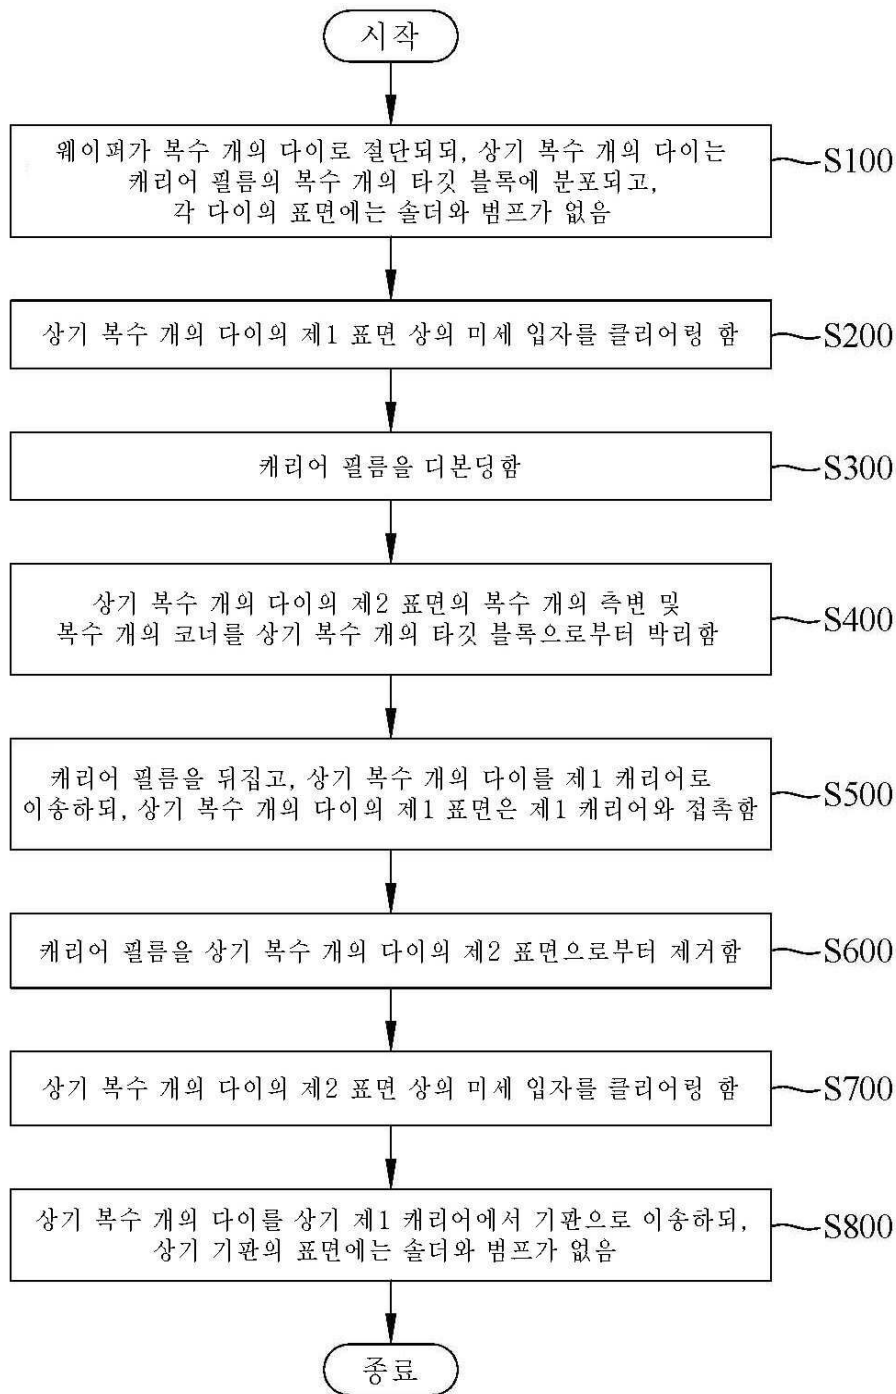 시작
웨이퍼가 복수 개의 다이로 절단되되, 상기 복수 개의 다이는
캐리어 필름의 복수 개의 타깃 블록에 분포되고,
각 다이의 표면에는 솔더와 범프가 없음
S100
상기 복수 개의 다이의 제1 표면 상의 미세 입자를 클리어링 함
S200
캐리어 필름을 디본딩함
S300
상기 복수 개의 다이의 제2 표면의 복수 개의 측변 및
복수 개의 코너를 상기 복수 개의 타깃 블록으로부터 박리함
S400
캐리어 필름을 뒤집고, 상기 복수 개의 다이를 제1 캐리어로
이송하되, 상기 복수 개의 다이의 제1 표면은 제1 캐리어와 접촉함
S500
캐리어 필름을 상기 복수 개의 다이의 제2 표면으로부터 제거함
S600
상기 복수 개의 다이의 제2 표면 상의 미세 입자를 클리어링 함
S700
상기 복수 개의 다이를 상기 제1 캐리어에서 기판으로 이송하되,
상기 기판의 표면에는 솔더와 범프가 없음
S800
종료